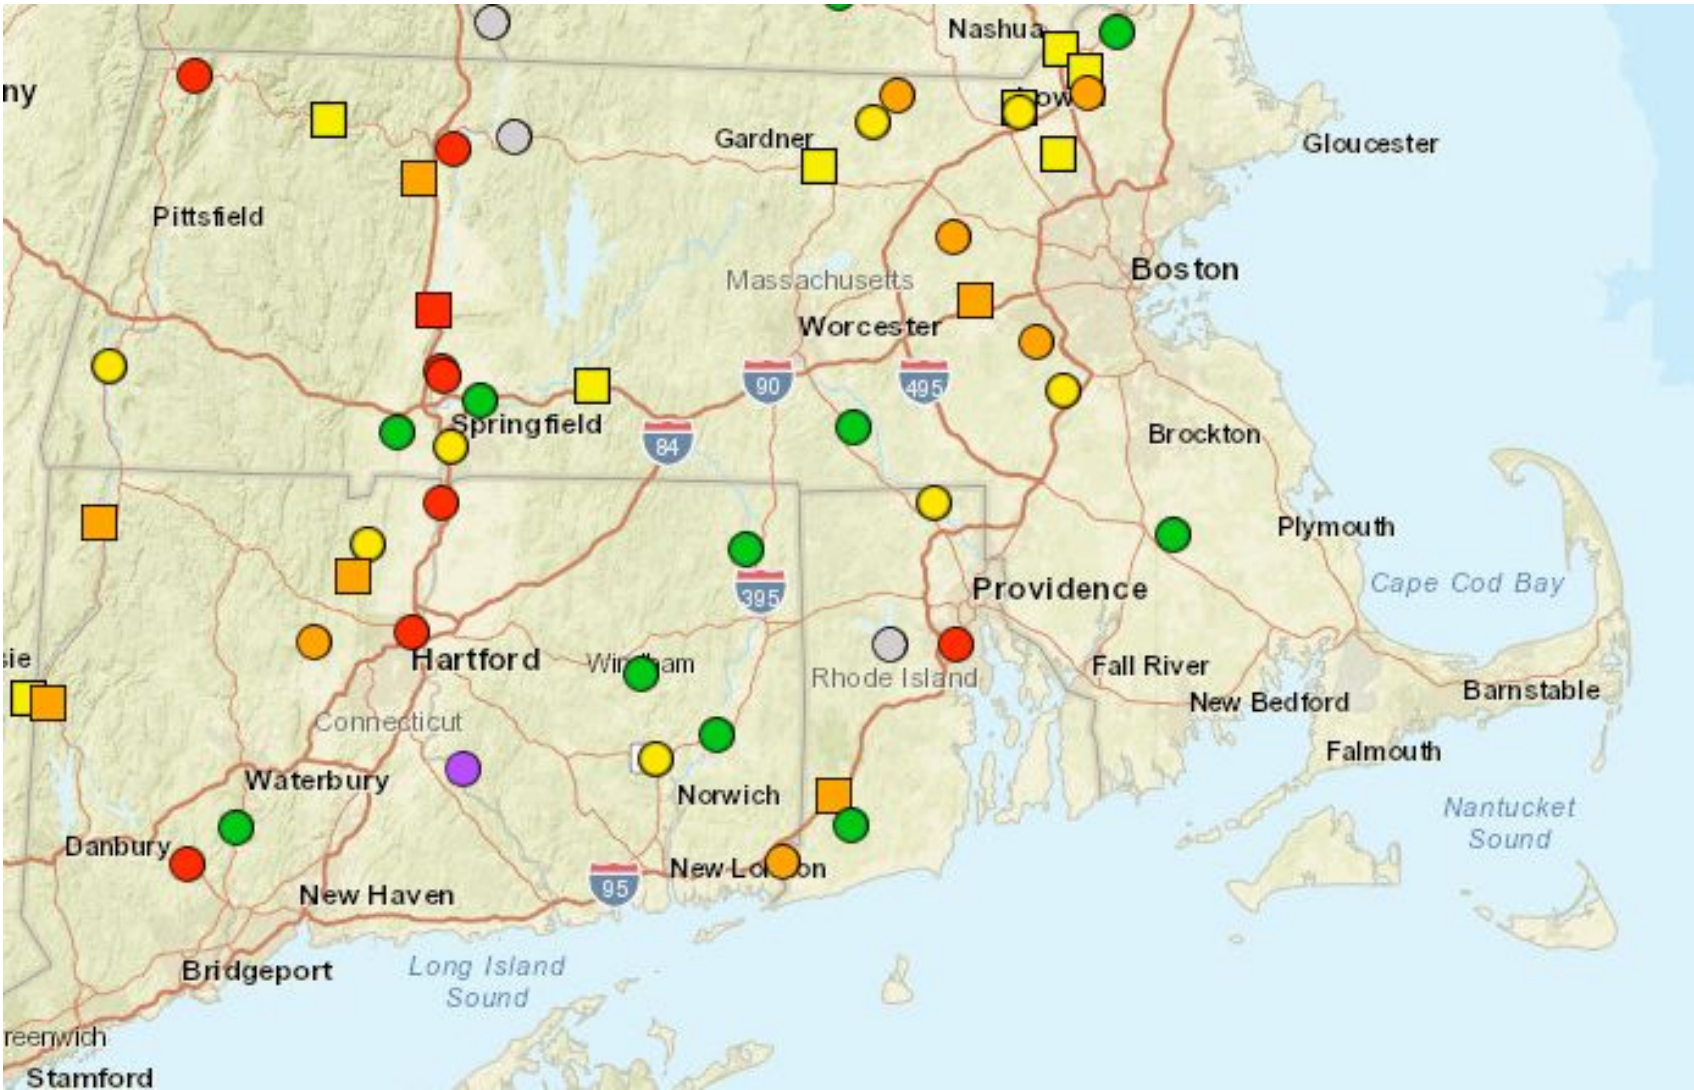 Nashua
ny
Gardner
Gloucester
Pittsfield
Boston
Massachusetts
Worcester
90
495
Springfield
84
Brockton
Plymouth
Cape Cod Bay
395
Providence
Hartford
Rhode Island
Fall River
New Bedford
Barnstable
Connecticut
Falmouth
Waterbury
Norwich
Nantucket
Sound
Danbury
95
New Haven
Bridgeport
Long Island
Sound
reenwich
Stamford